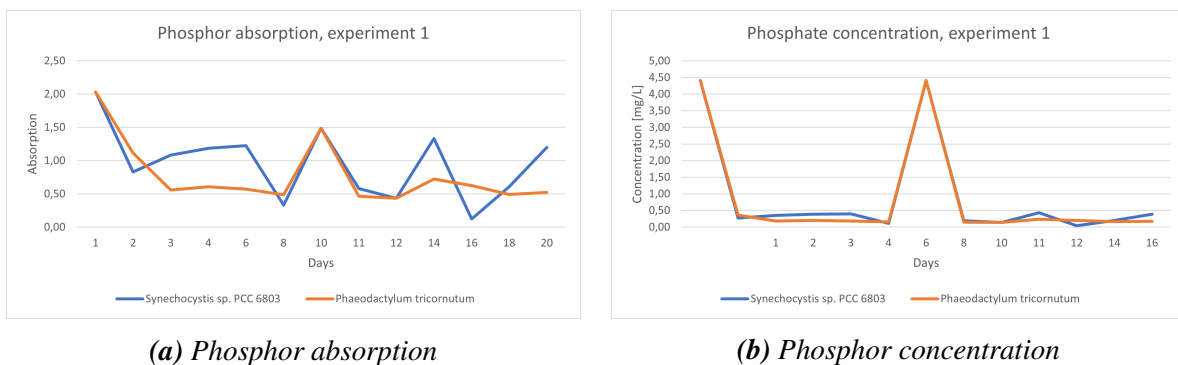 Phosphor absorption, experiment 1
2,50
2,00
1,50
1,00
0,50
0,00
Absorption
1 2 3 4 6 8 10 11 12 14 16 18 20
Days
Synechocystis sp. PCC 6803 Phaeodactylum tricornutum
(a) Phosphor absorption
Phosphate concentration, experiment 1
5,00
4,50
4,00
3,50
3,00
2,50
2,00
1,50
1,00
0,50
0,00
Concentration [mg/L]
1 2 3 4 6 8 10 11 12 14 16
Days
Synechocystis sp. PCC 6803 Phaeodactylum tricornutum
(b) Phosphor concentration